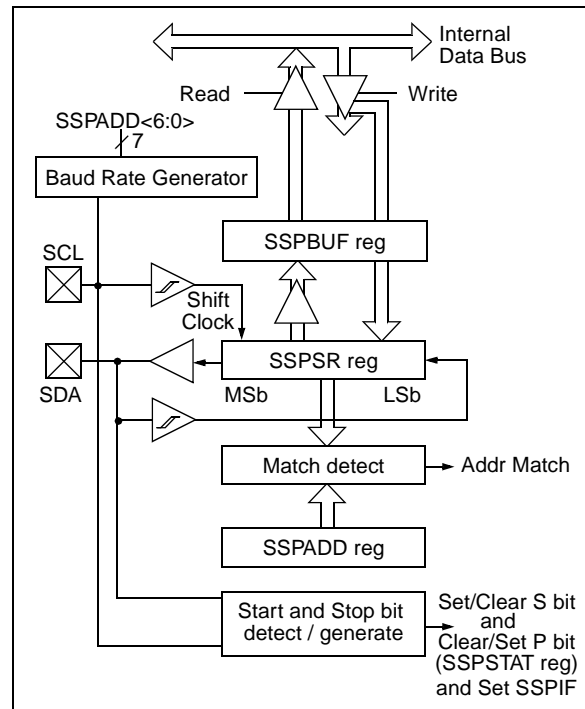 Internal
Data Bus
Read
Write
SSPADD<6:0>
7
Baud Rate Generator
SSPBUF reg
SCL
Shift
Clock
SSPSR reg
SDA
MSb
LSb
Match detect
Addr Match
SSPADD reg
Start and Stop bit
detect / generate
Set/Clear S bit
and
Clear/Set P bit
(SSPSTAT reg)
and Set SSPIF